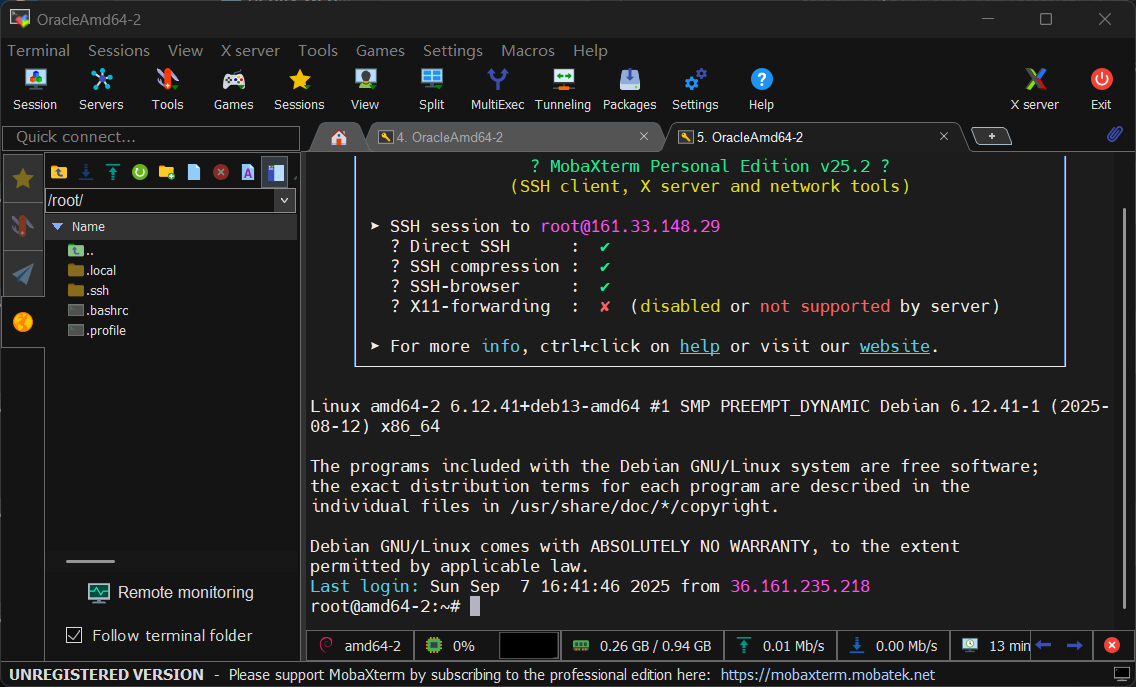 OracleAmd64-2
Terminal Sessions View X server Tools Games Settings Macros Help
Session Servers Tools Games Sessions View Split MultiExec Tunneling Packages Settings Help X server Exit
Quick connect...
4. OracleAmd64-2
5. OracleAmd64-2
/root/
Name
..
.local
.ssh
.bashrc
.profile
Remote monitoring
Follow terminal folder
? MobaXterm Personal Edition v25.2 ?
(SSH client, X server and network tools)
➤ SSH session to root@161.33.148.29
? Direct SSH : ✔
? SSH compression : ✔
? SSH-browser : ✔
? X11-forwarding : ✘ (disabled or not supported by server)
➤ For more info, ctrl+click on help or visit our website.
Linux amd64-2 6.12.41+deb13-amd64 #1 SMP PREEMPT_DYNAMIC Debian 6.12.41-1 (2025-
08-12) x86_64
The programs included with the Debian GNU/Linux system are free software;
the exact distribution terms for each program are described in the
individual files in /usr/share/doc/*/copyright.
Debian GNU/Linux comes with ABSOLUTELY NO WARRANTY, to the extent
permitted by applicable law.
Last login: Sun Sep  7 16:41:46 2025 from 36.161.235.218
root@amd64-2:~#
amd64-2 0% 0.26 GB / 0.94 GB 0.01 Mb/s 0.00 Mb/s 13 min
UNREGISTERED VERSION - Please support MobaXterm by subscribing to the professional edition here: https://mobaxterm.mobatek.net